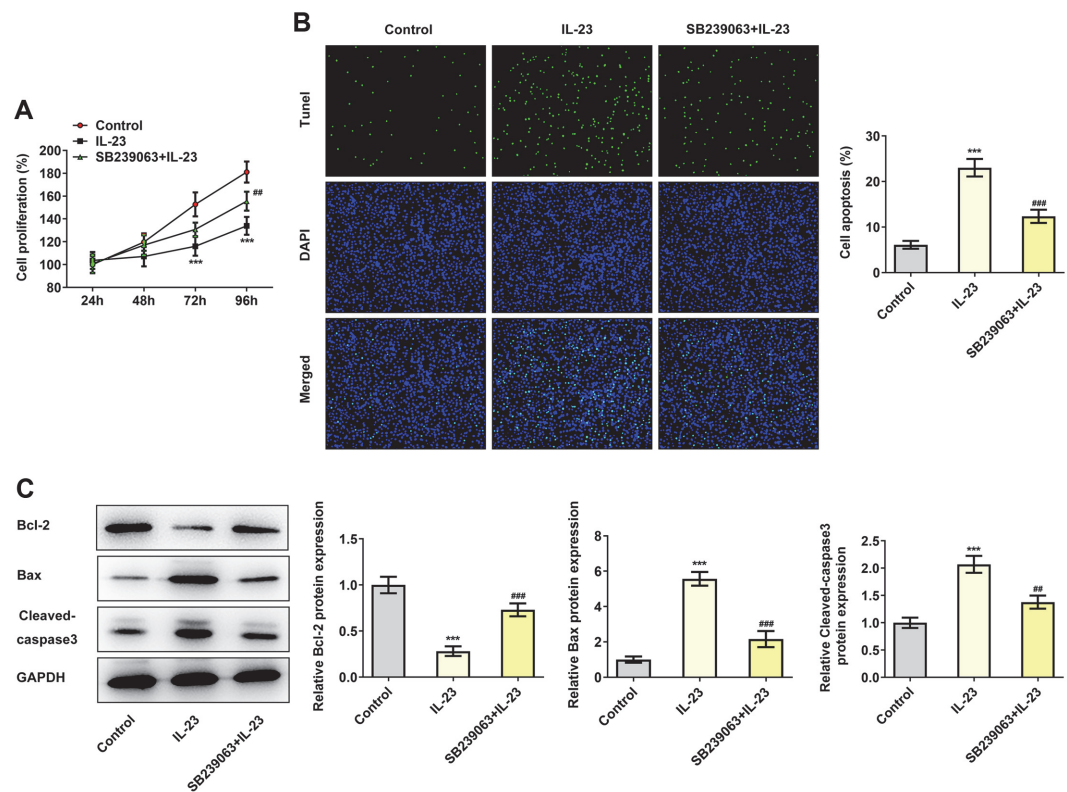 A
Control
IL-23
SB239063+IL-23
Cell proliferation (%)
200
180
160
140
120
100
80
24h
48h
72h
96h
***
***
##
B
Control
IL-23
SB239063+IL-23
Tunel
DAPI
Merged
Cell apoptosis (%)
30
20
10
0
***
###
Control
IL-23
SB239063+IL-23
C
Bcl-2
Bax
Cleaved-
caspase3
GAPDH
Control
IL-23
SB239063+IL-23
Relative Bcl-2 protein expression
1.5
1.0
0.5
0.0
***
###
Control
IL-23
SB239063+IL-23
Relative Bax protein expression
8
6
4
2
0
***
###
Control
IL-23
SB239063+IL-23
Relative Cleaved-caspase3
protein expression
2.5
2.0
1.5
1.0
0.5
0.0
***
##
Control
IL-23
SB239063+IL-23